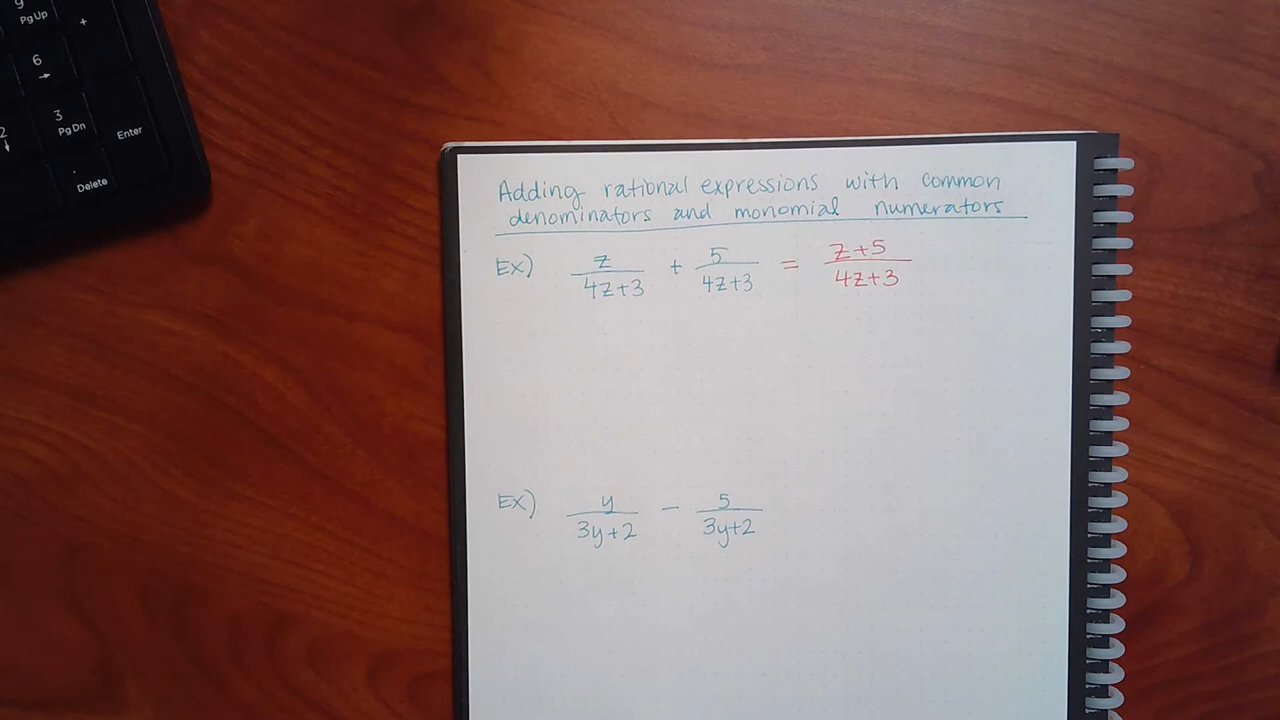 9
PgUp
+
6
→
3
PgDn
2
↓
Enter
.
Delete
Adding rational expressions with common
denominators and monomial numerators
Ex) z/(4z+3) + 5/(4z+3) = (z+5)/(4z+3)
Ex) y/(3y+2) - 5/(3y+2)